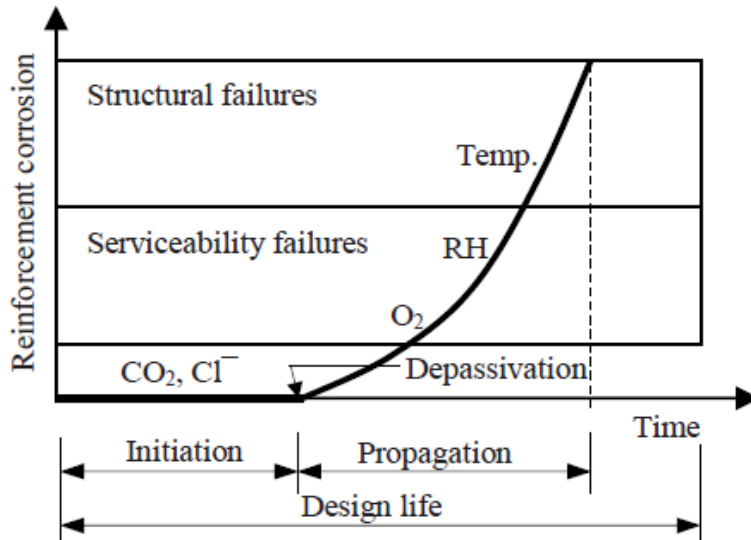 Reinforcement corrosion
Structural failures
Temp.
Serviceability failures
RH
O₂
CO₂, Cl⁻
Depassivation
Time
Initiation
Propagation
Design life